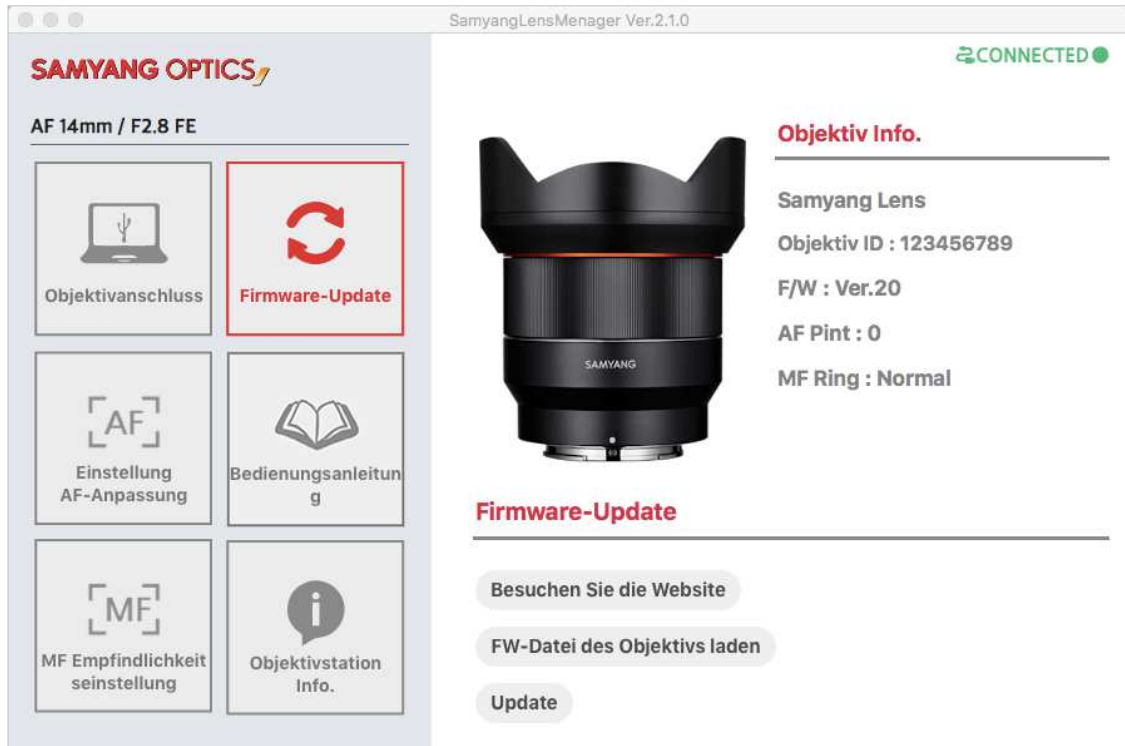 SamyangLensMenager Ver.2.1.0
SAMYANG OPTICS
CONNECTED
AF 14mm / F2.8 FE
Objektivanschluss
Firmware-Update
Einstellung
AF-Anpassung
Bedienungsanleitun
g
MF Empfindlichkeit
seinstellung
Objektivstation
Info.
SAMYANG
Objektiv Info.
Samyang Lens
Objektiv ID : 123456789
F/W : Ver.20
AF Pint : 0
MF Ring : Normal
Firmware-Update
Besuchen Sie die Website
FW-Datei des Objektivs laden
Update